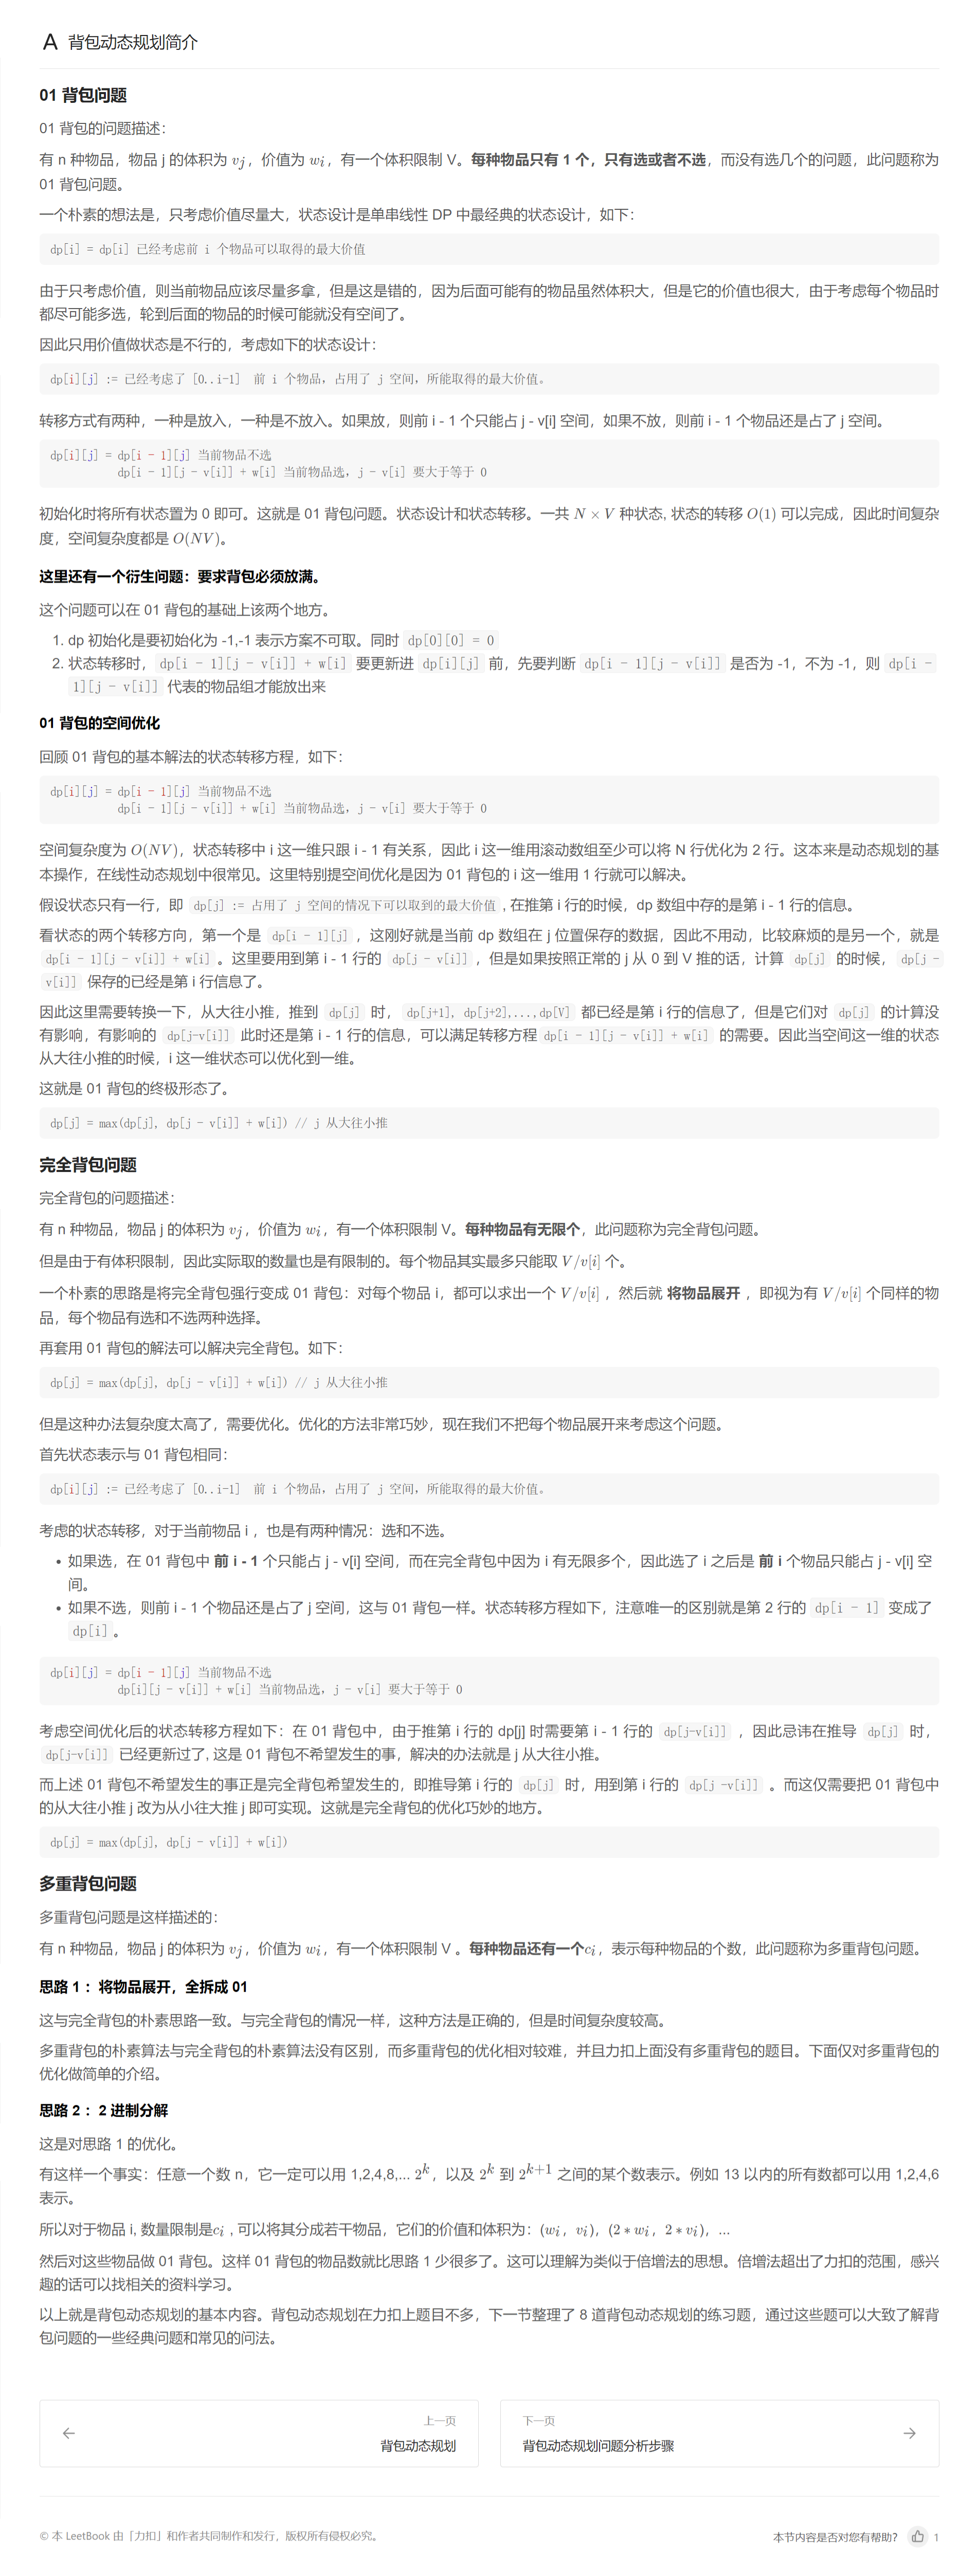 A 背包动态规划简介
01 背包问题
01 背包的问题描述：
有 n 种物品，物品 j 的体积为 vj，价值为 wi，有一个体积限制 V。每种物品只有 1 个，只有选或者不选，而没有选几个的问题，此问题称为
01 背包问题。
一个朴素的想法是，只考虑价值尽量大，状态设计是单串线性 DP 中最经典的状态设计，如下：
dp[i] = dp[i] 已经考虑前 i 个物品可以取得的最大价值
由于只考虑价值，则当前物品应该尽量多拿，但是这是错的，因为后面可能有的物品虽然体积大，但是它的价值也很大，由于考虑每个物品时
都尽可能多选，轮到后面的物品的时候可能就没有空间了。
因此只用价值做状态是不行的，考虑如下的状态设计：
dp[i][j] := 已经考虑了 [0..i-1] 前 i 个物品，占用了 j 空间，所能取得的最大价值。
转移方式有两种，一种是放入，一种是不放入。如果放，则前 i - 1 个只能占 j - v[i] 空间，如果不放，则前 i - 1 个物品还是占了 j 空间。
dp[i][j] = dp[i - 1][j] 当前物品不选
dp[i - 1][j - v[i]] + w[i] 当前物品选，j - v[i] 要大于等于 0
初始化时将所有状态置为 0 即可。这就是 01 背包问题。状态设计和状态转移。一共 N × V 种状态, 状态的转移 O(1) 可以完成，因此时间复杂
度，空间复杂度都是 O(NV)。
这里还有一个衍生问题：要求背包必须放满。
这个问题可以在 01 背包的基础上该两个地方。
1. dp 初始化是要初始化为 -1,-1 表示方案不可取。同时 dp[0][0] = 0
2. 状态转移时，dp[i - 1][j - v[i]] + w[i] 要更新进 dp[i][j] 前，先要判断 dp[i - 1][j - v[i]] 是否为 -1，不为 -1，则 dp[i -
1][j - v[i]] 代表的物品组才能放出来
01 背包的空间优化
回顾 01 背包的基本解法的状态转移方程，如下：
dp[i][j] = dp[i - 1][j] 当前物品不选
dp[i - 1][j - v[i]] + w[i] 当前物品选，j - v[i] 要大于等于 0
空间复杂度为 O(NV)，状态转移中 i 这一维只跟 i - 1 有关系，因此 i 这一维用滚动数组至少可以将 N 行优化为 2 行。这本来是动态规划的基
本操作，在线性动态规划中很常见。这里特别提空间优化是因为 01 背包的 i 这一维用 1 行就可以解决。
假设状态只有一行，即 dp[j] := 占用了 j 空间的情况下可以取到的最大价值, 在推第 i 行的时候，dp 数组中存的是第 i - 1 行的信息。
看状态的两个转移方向，第一个是 dp[i - 1][j] ，这刚好就是当前 dp 数组在 j 位置保存的数据，因此不用动，比较麻烦的是另一个，就是
dp[i - 1][j - v[i]] + w[i] 。这里要用到第 i - 1 行的 dp[j - v[i]] ，但是如果按照正常的 j 从 0 到 V 推的话，计算 dp[j] 的时候，dp[j -
v[i]] 保存的已经是第 i 行信息了。
因此这里需要转换一下，从大往小推，推到 dp[j] 时，dp[j+1], dp[j+2],...,dp[V] 都已经是第 i 行的信息了，但是它们对 dp[j] 的计算没
有影响，有影响的 dp[j-v[i]] 此时还是第 i - 1 行的信息，可以满足转移方程 dp[i - 1][j - v[i]] + w[i] 的需要。因此当空间这一维的状态
从大往小推的时候，i 这一维状态可以优化到一维。
这就是 01 背包的终极形态了。
dp[j] = max(dp[j], dp[j - v[i]] + w[i]) // j 从大往小推
完全背包问题
完全背包的问题描述：
有 n 种物品，物品 j 的体积为 vj，价值为 wi，有一个体积限制 V。每种物品有无限个，此问题称为完全背包问题。
但是由于有体积限制，因此实际取的数量也是有限制的。每个物品其实最多只能取 V/v[i] 个。
一个朴素的思路是将完全背包强行变成 01 背包：对每个物品 i，都可以求出一个 V/v[i] ，然后就 将物品展开 ，即视为有 V/v[i] 个同样的物
品，每个物品有选和不选两种选择。
再套用 01 背包的解法可以解决完全背包。如下：
dp[j] = max(dp[j], dp[j - v[i]] + w[i]) // j 从大往小推
但是这种办法复杂度太高了，需要优化。优化的方法非常巧妙，现在我们不把每个物品展开来考虑这个问题。
首先状态表示与 01 背包相同：
dp[i][j] := 已经考虑了 [0..i-1] 前 i 个物品，占用了 j 空间，所能取得的最大价值。
考虑的状态转移，对于当前物品 i ，也是有两种情况：选和不选。
• 如果选，在 01 背包中 前 i - 1 个只能占 j - v[i] 空间，而在完全背包中因为 i 有无限多个，因此选了 i 之后是 前 i 个物品只能占 j - v[i] 空
间。
• 如果不选，则前 i - 1 个物品还是占了 j 空间，这与 01 背包一样。状态转移方程如下，注意唯一的区别就是第 2 行的 dp[i - 1] 变成了
dp[i] 。
dp[i][j] = dp[i - 1][j] 当前物品不选
dp[i][j - v[i]] + w[i] 当前物品选，j - v[i] 要大于等于 0
考虑空间优化后的状态转移方程如下：在 01 背包中，由于推第 i 行的 dp[j] 时需要第 i - 1 行的 dp[j-v[i]] ，因此忌讳在推导 dp[j] 时，
dp[j-v[i]] 已经更新过了, 这是 01 背包不希望发生的事，解决的办法就是 j 从大往小推。
而上述 01 背包不希望发生的事正是完全背包希望发生的，即推导第 i 行的 dp[j] 时，用到第 i 行的 dp[j -v[i]] 。而这仅需要把 01 背包中
的从大往小推 j 改为从小往大推 j 即可实现。这就是完全背包的优化巧妙的地方。
dp[j] = max(dp[j], dp[j - v[i]] + w[i])
多重背包问题
多重背包问题是这样描述的：
有 n 种物品，物品 j 的体积为 vj，价值为 wi，有一个体积限制 V 。每种物品还有一个ci，表示每种物品的个数，此问题称为多重背包问题。
思路 1 ：将物品展开，全拆成 01
这与完全背包的朴素思路一致。与完全背包的情况一样，这种方法是正确的，但是时间复杂度较高。
多重背包的朴素算法与完全背包的朴素算法没有区别，而多重背包的优化相对较难，并且力扣上面没有多重背包的题目。下面仅对多重背包的
优化做简单的介绍。
思路 2 ：2 进制分解
这是对思路 1 的优化。
有这样一个事实：任意一个数 n，它一定可以用 1,2,4,8,... 2^k，以及 2^k 到 2^{k+1} 之间的某个数表示。例如 13 以内的所有数都可以用 1,2,4,6
表示。
所以对于物品 i, 数量限制是ci , 可以将其分成若干物品，它们的价值和体积为：(wi，vi)，(2 * wi，2 * vi)，...
然后对这些物品做 01 背包。这样 01 背包的物品数就比思路 1 少很多了。这可以理解为类似于倍增法的思想。倍增法超出了力扣的范围，感兴
趣的话可以找相关的资料学习。
以上就是背包动态规划的基本内容。背包动态规划在力扣上题目不多，下一节整理了 8 道背包动态规划的练习题，通过这些题可以大致了解背
包问题的一些经典问题和常见的问法。
上一页
背包动态规划
下一页
背包动态规划问题分析步骤
© 本 LeetBook 由「力扣」和作者共同制作和发行，版权所有侵权必究。
本节内容是否对您有帮助？ 1